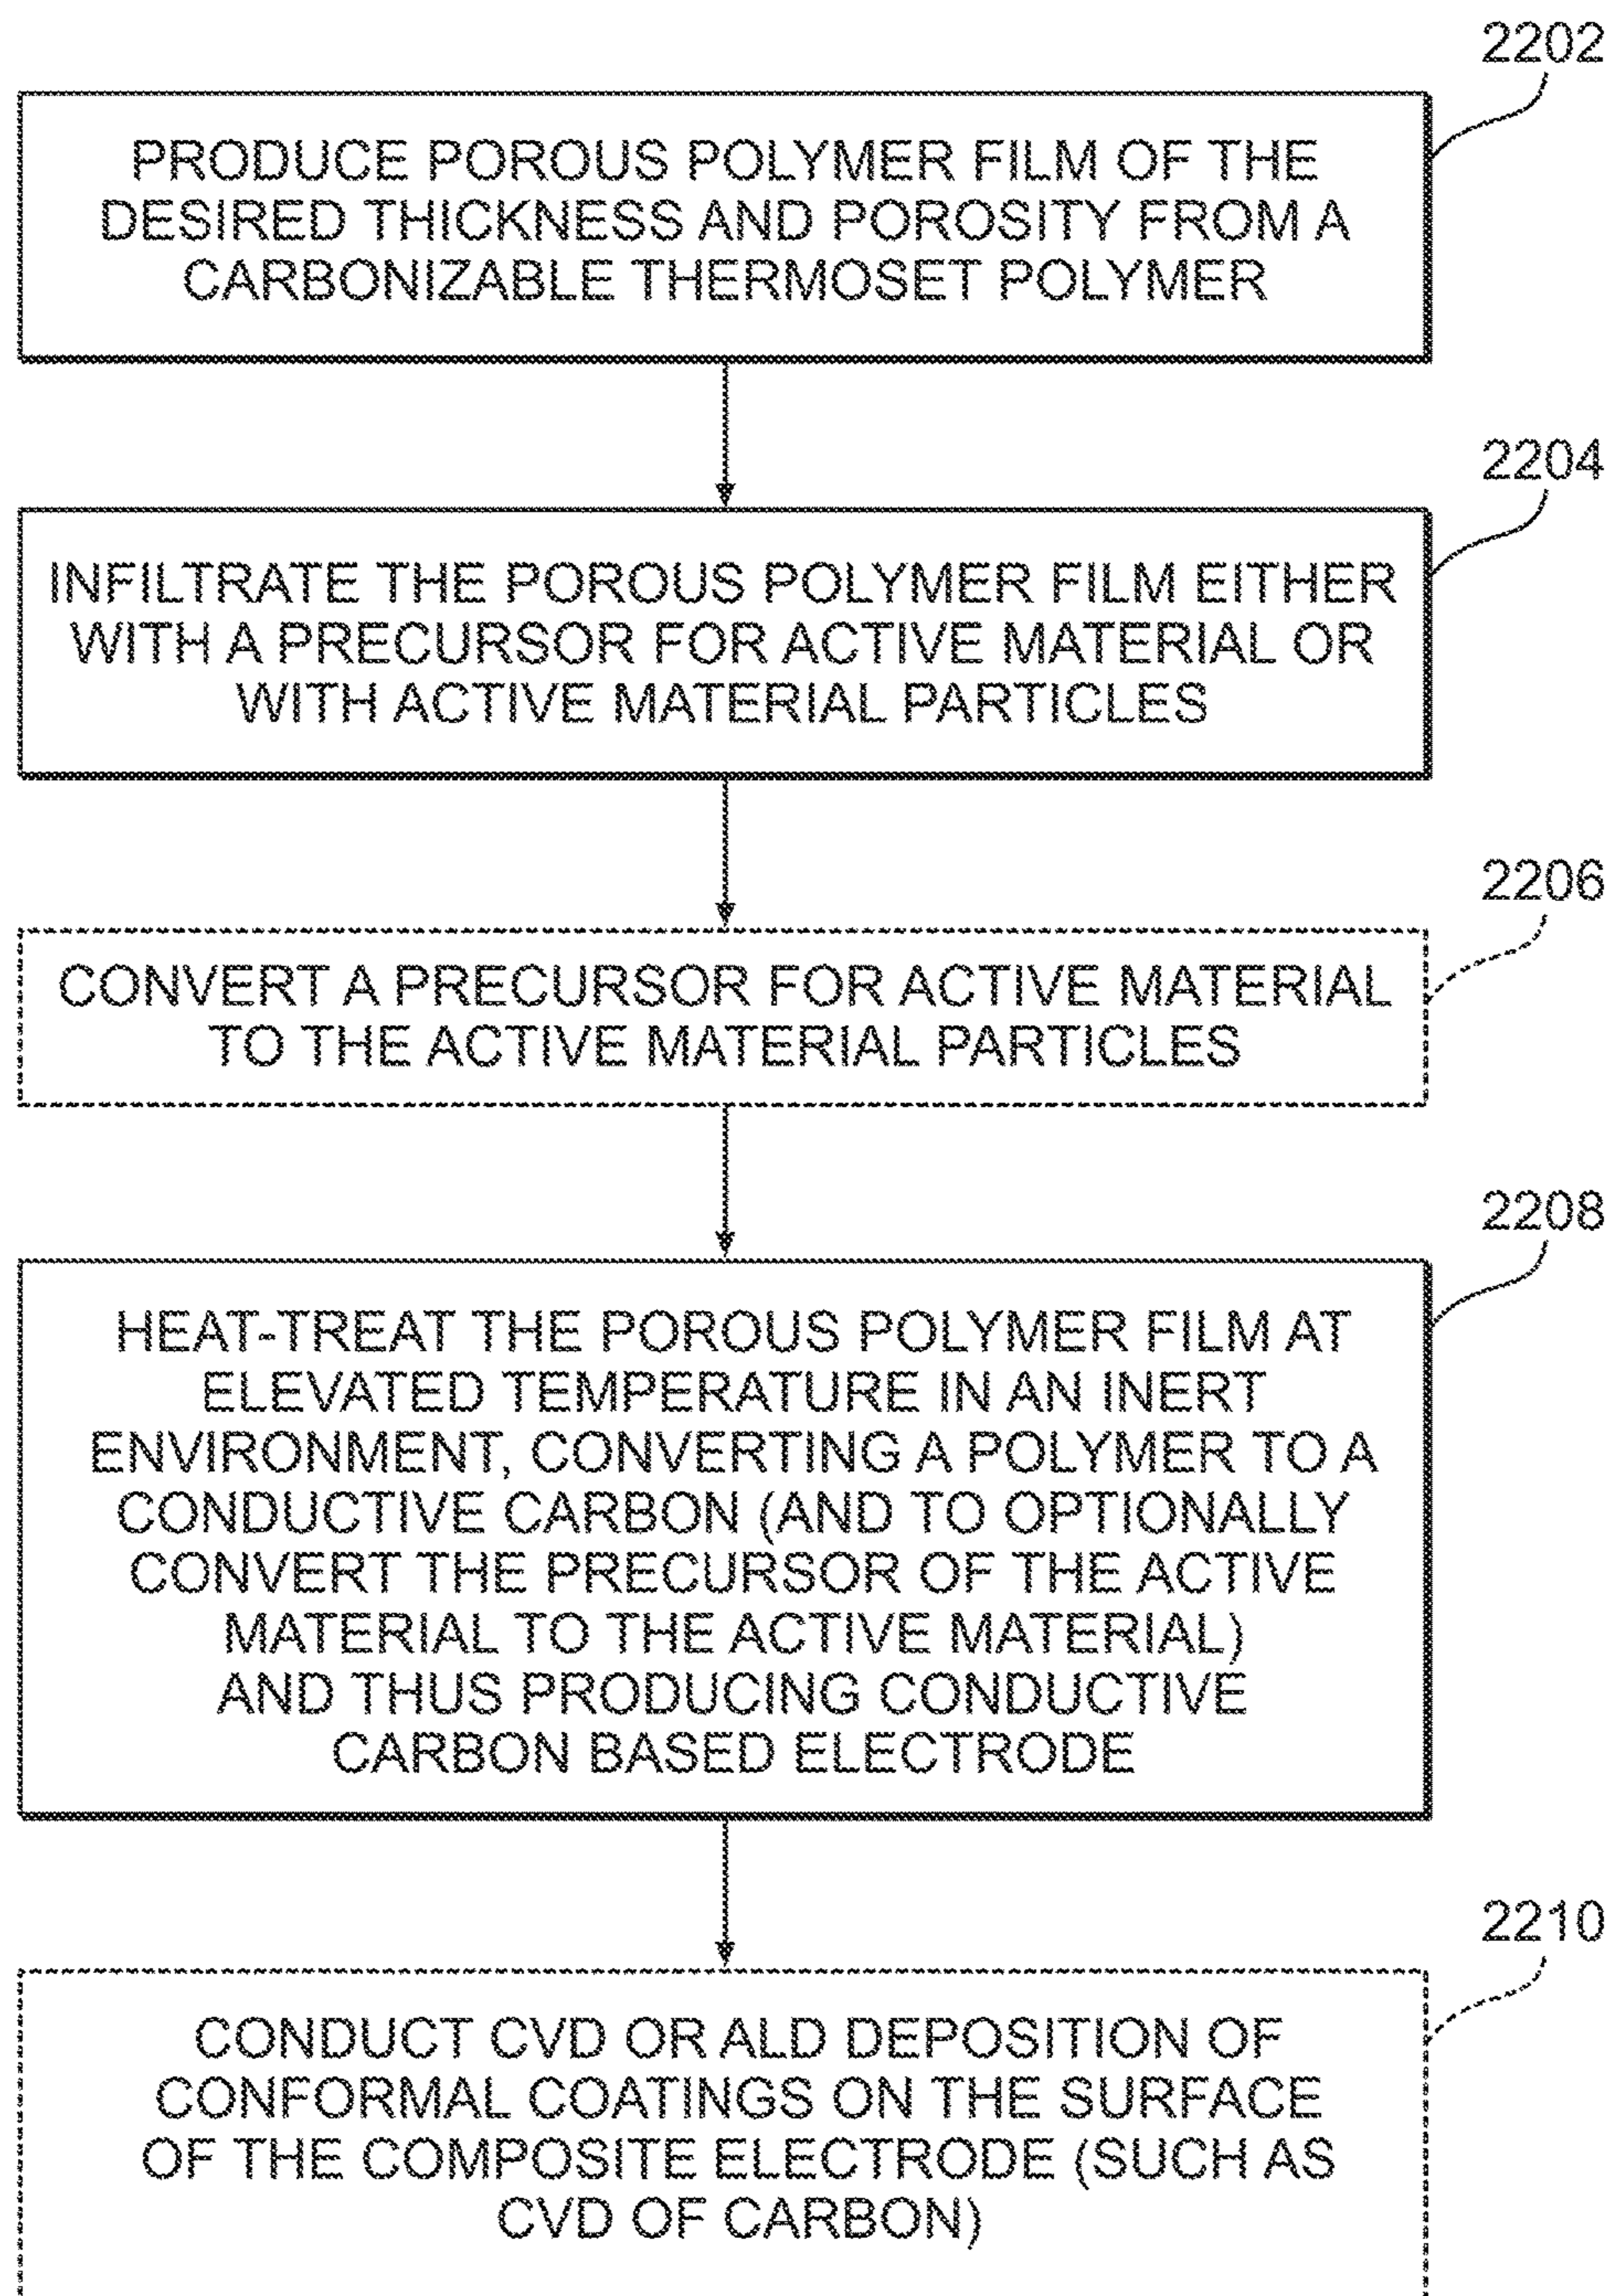 2202
PRODUCE POROUS POLYMER FILM OF THE
DESIRED THICKNESS AND POROSITY FROM A
CARBONIZABLE THERMOSET POLYMER
2204
INFILTRATE THE POROUS POLYMER FILM EITHER
WITH A PRECURSOR FOR ACTIVE MATERIAL OR
WITH ACTIVE MATERIAL PARTICLES
2206
CONVERT A PRECURSOR FOR ACTIVE MATERIAL
TO THE ACTIVE MATERIAL PARTICLES
2208
HEAT-TREAT THE POROUS POLYMER FILM AT
ELEVATED TEMPERATURE IN AN INERT
ENVIRONMENT, CONVERTING A POLYMER TO A
CONDUCTIVE CARBON (AND TO OPTIONALLY
CONVERT THE PRECURSOR OF THE ACTIVE
MATERIAL TO THE ACTIVE MATERIAL)
AND THUS PRODUCING CONDUCTIVE
CARBON BASED ELECTRODE
2210
CONDUCT CVD OR ALD DEPOSITION OF
CONFORMAL COATINGS ON THE SURFACE
OF THE COMPOSITE ELECTRODE (SUCH AS
CVD OF CARBON)